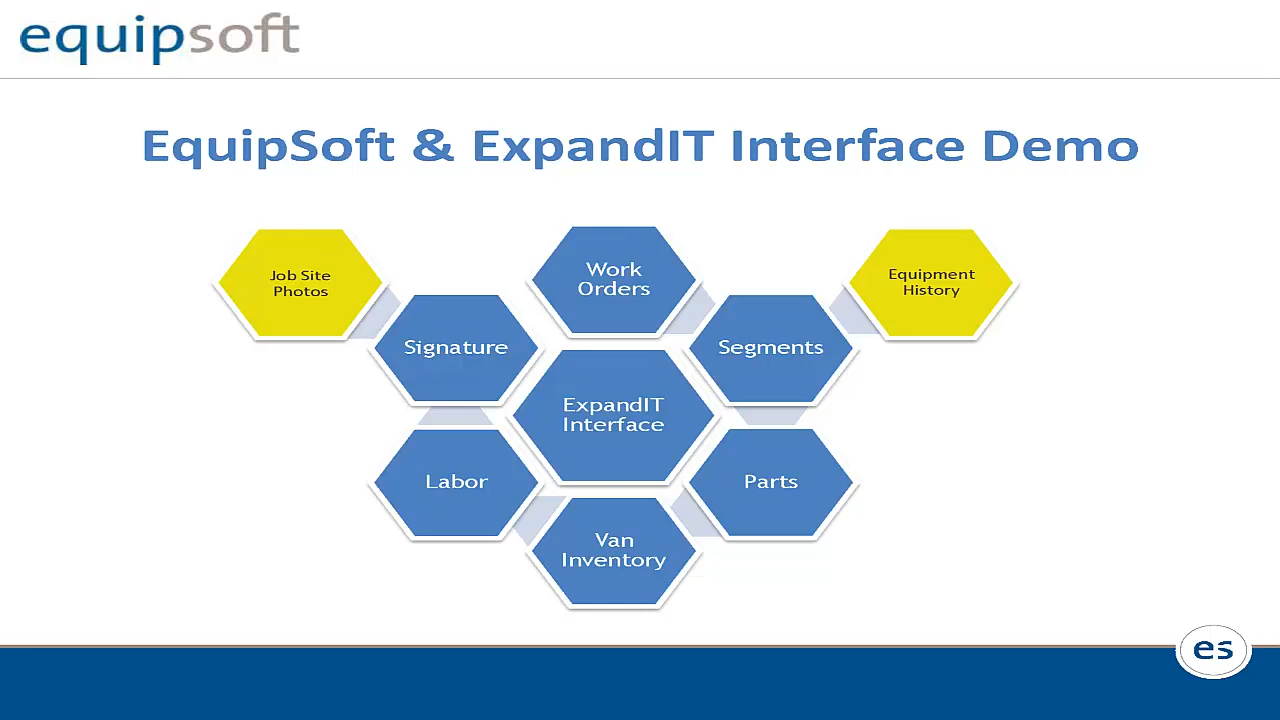 equipsoft
EquipSoft & ExpandIT Interface Demo
Job Site
Photos
Work
Orders
Equipment
History
Signature
Segments
ExpandIT
Interface
Labor
Parts
Van
Inventory
es